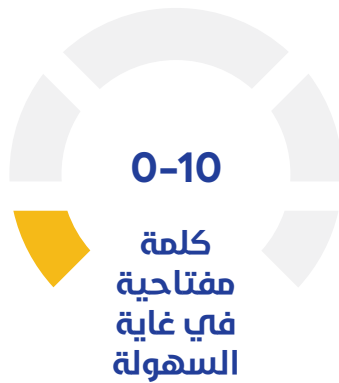 0-10
كلمة
مفتاحية
في غاية
السهولة